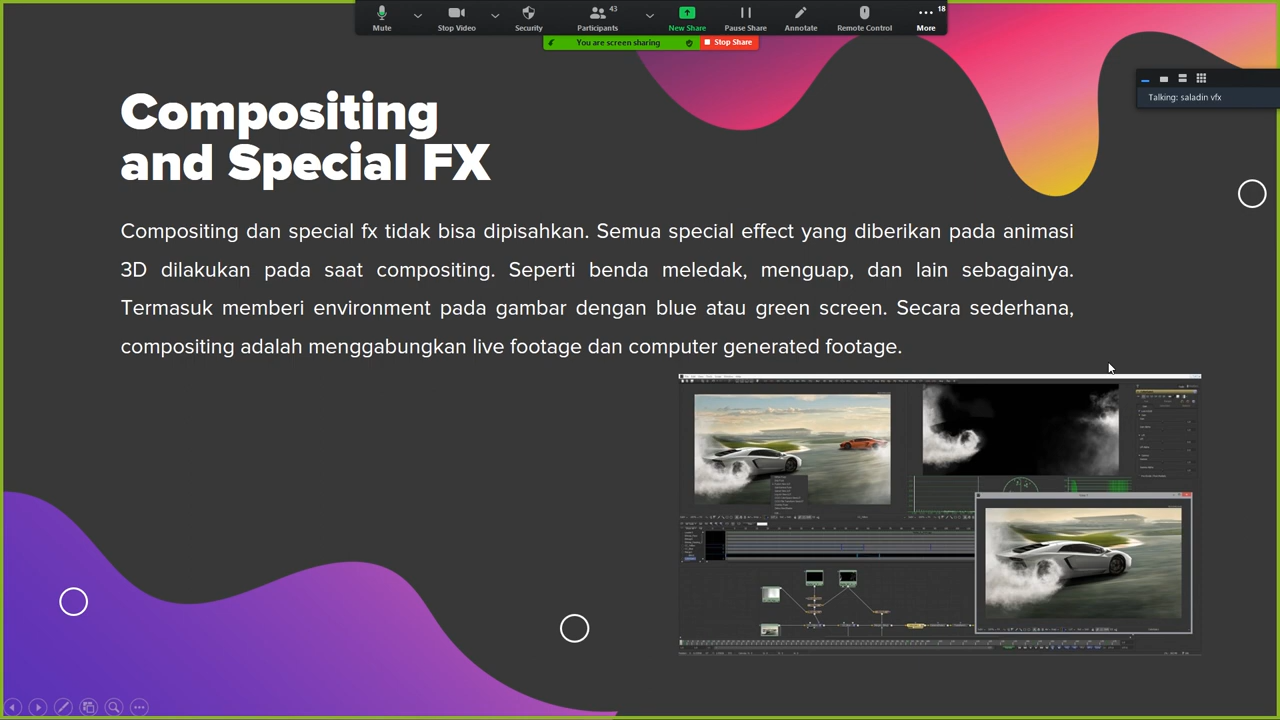 43
18
Mute
Stop Video
Security
Participants
New Share
Pause Share
Annotate
Remote Control
More
You are screen sharing
Stop Share
Talking: saladin vfx
Compositing
and Special FX
Compositing dan special fx tidak bisa dipisahkan. Semua special effect yang diberikan pada animasi
3D dilakukan pada saat compositing. Seperti benda meledak, menguap, dan lain sebagainya.
Termasuk memberi environment pada gambar dengan blue atau green screen. Secara sederhana,
compositing adalah menggabungkan live footage dan computer generated footage.